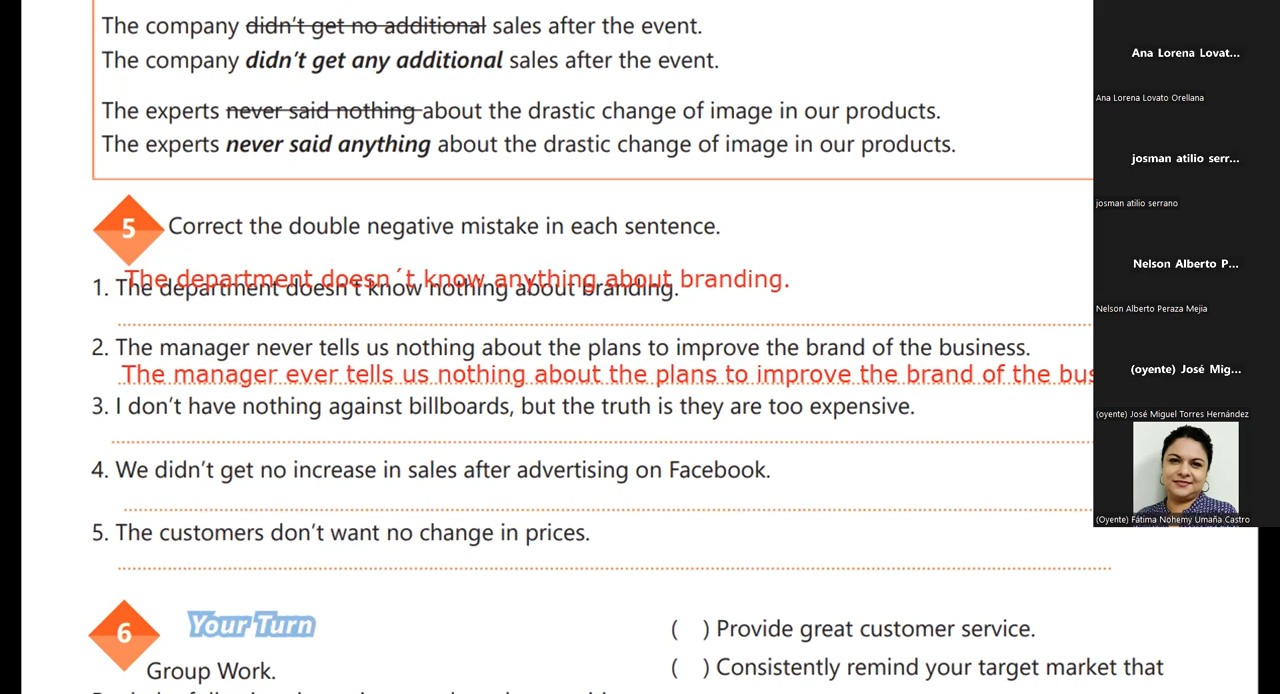 The company didn't get no additional sales after the event.
The company didn't get any additional sales after the event.
The experts never said nothing about the drastic change of image in our products.
The experts never said anything about the drastic change of image in our products.
5 Correct the double negative mistake in each sentence.
The department doesn´t know anything about branding.
1. The department doesn't know nothing about branding.
2. The manager never tells us nothing about the plans to improve the brand of the business.
The manager ever tells us nothing about the plans to improve the brand of the bus
3. I don't have nothing against billboards, but the truth is they are too expensive.
4. We didn't get no increase in sales after advertising on Facebook.
5. The customers don't want no change in prices.
6 Your Turn
Group Work.
( ) Provide great customer service.
( ) Consistently remind your target market that
Ana Lorena Lovat...
Ana Lorena Lovato Orellana
josman atilio serr...
josman atilio serrano
Nelson Alberto P...
Nelson Alberto Peraza Mejia
(oyente) José Mig...
(oyente) José Miguel Torres Hernández
(Oyente) Fátima Nohemy Umaña Castro